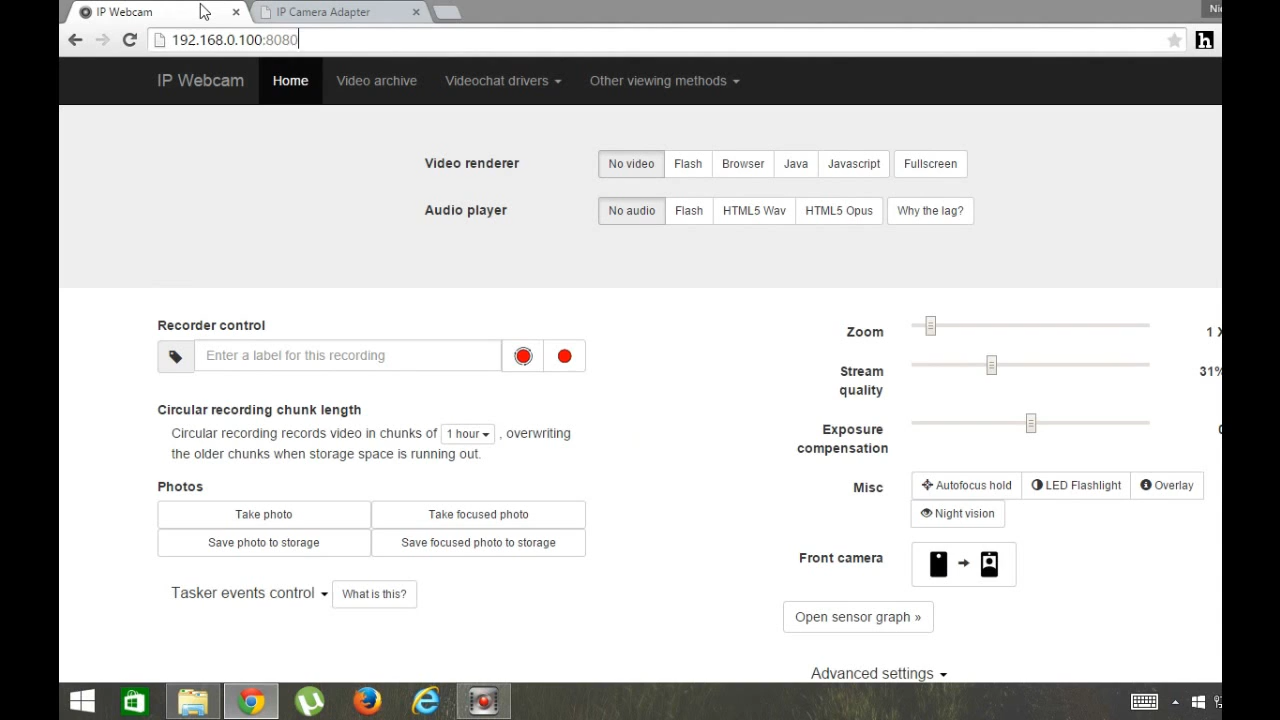 IP Webcam
IP Camera Adapter
192.168.0.100:8080
IP Webcam Home Video archive Videochat drivers Other viewing methods
Video renderer No video Flash Browser Java Javascript Fullscreen
Audio player No audio Flash HTML5 Wav HTML5 Opus Why the lag?
Recorder control
Enter a label for this recording
Circular recording chunk length
Circular recording records video in chunks of 1 hour , overwriting
the older chunks when storage space is running out.
Photos
Take photo Take focused photo
Save photo to storage Save focused photo to storage
Tasker events control What is this?
Zoom 1 X
Stream
quality 31%
Exposure
compensation 0
Misc Autofocus hold LED Flashlight Overlay
Night vision
Front camera
Open sensor graph »
Advanced settings